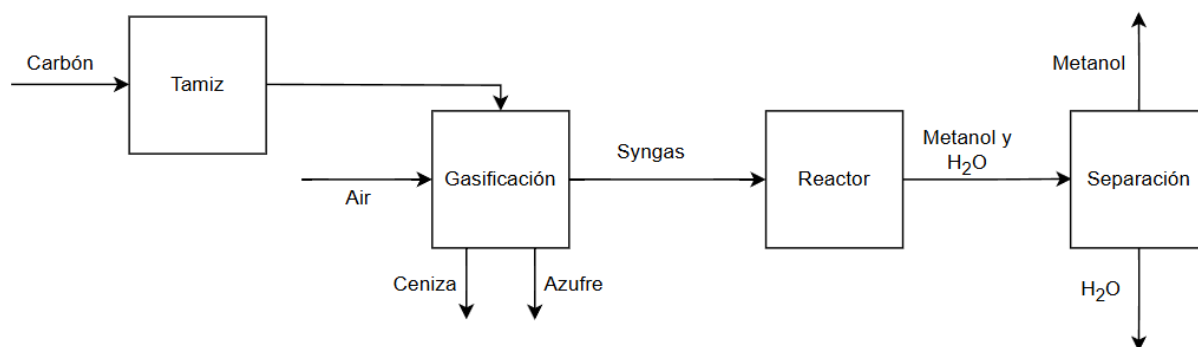 Carbón
Tamiz
Air
Gasificación
Ceniza
Azufre
Syngas
Reactor
Metanol y
H₂O
Metanol
Separación
H₂O